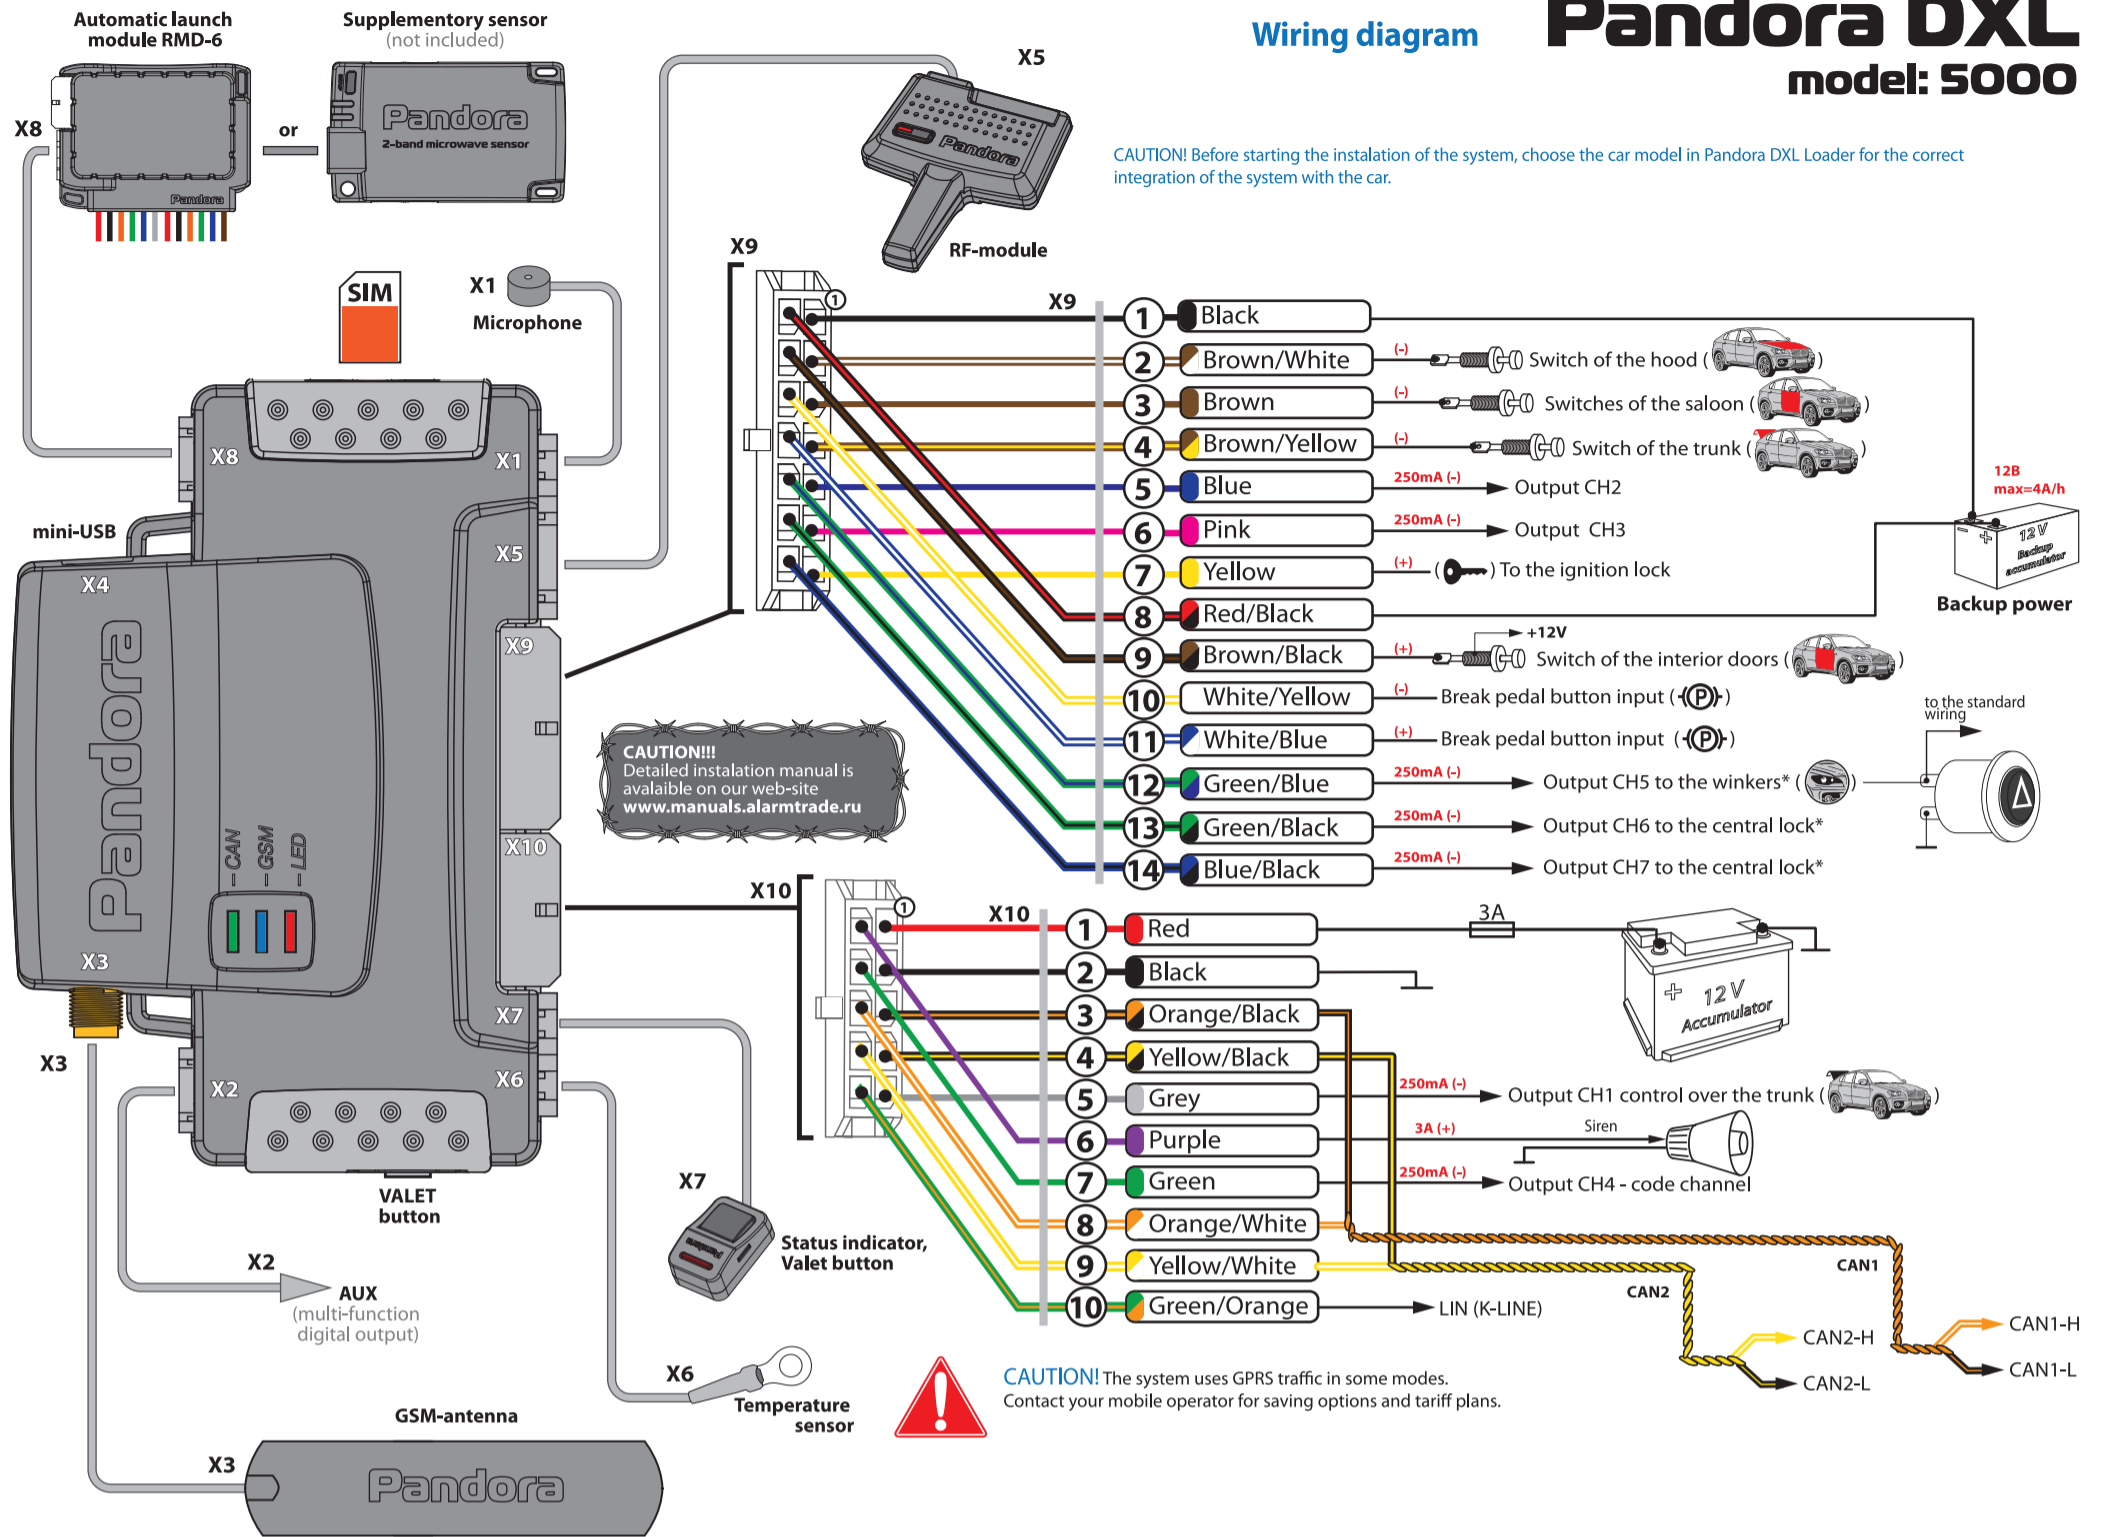 Automatic launch
module RMD-6
Supplementory sensor
(not included)
Wiring diagram
Pandora DXL
model: 5000
X5
X8
or
Pandora
2-band microwave sensor
Pandora
Pandora
RF-module
CAUTION! Before starting the instalation of the system, choose the car model in Pandora DXL Loader for the correct
integration of the system with the car.
SIM
X1
Microphone
X9
1
X9
1 Black
2 Brown/White (-) Switch of the hood ( )
3 Brown (-) Switches of the saloon ( )
4 Brown/Yellow (-) Switch of the trunk ( )
5 Blue 250mA (-) Output CH2
6 Pink 250mA (-) Output CH3
7 Yellow (+) ( ) To the ignition lock
8 Red/Black
9 Brown/Black (+) +12V Switch of the interior doors ( )
10 White/Yellow (-) Break pedal button input ( (P) )
11 White/Blue (+) Break pedal button input ( (P) )
12 Green/Blue 250mA (-) Output CH5 to the winkers* ( )
13 Green/Black 250mA (-) Output CH6 to the central lock*
14 Blue/Black 250mA (-) Output CH7 to the central lock*
12B
max=4A/h
- +
12 V
Backup
accumulator
Backup power
to the standard
wiring
X8
X1
mini-USB
X5
X4
X9
Pandora
CAN
GSM
LED
X10
X3
X7
X6
X2
CAUTION!!!
Detailed instalation manual is
avalaible on our web-site
www.manuals.alarmtrade.ru
X10
1
X10
1 Red 3A
2 Black
3 Orange/Black
4 Yellow/Black
5 Grey 250mA (-) Output CH1 control over the trunk ( )
6 Purple 3A (+) Siren
7 Green 250mA (-) Output CH4 - code channel
8 Orange/White
9 Yellow/White
10 Green/Orange LIN (K-LINE)
+ -
12 V
Accumulator
CAN1
CAN2
CAN2-H
CAN2-L
CAN1-H
CAN1-L
X3
VALET
button
X2
AUX
(multi-function
digital output)
X7
Pandora
Status indicator,
Valet button
X6
Temperature
sensor
GSM-antenna
X3
Pandora
CAUTION! The system uses GPRS traffic in some modes.
Contact your mobile operator for saving options and tariff plans.